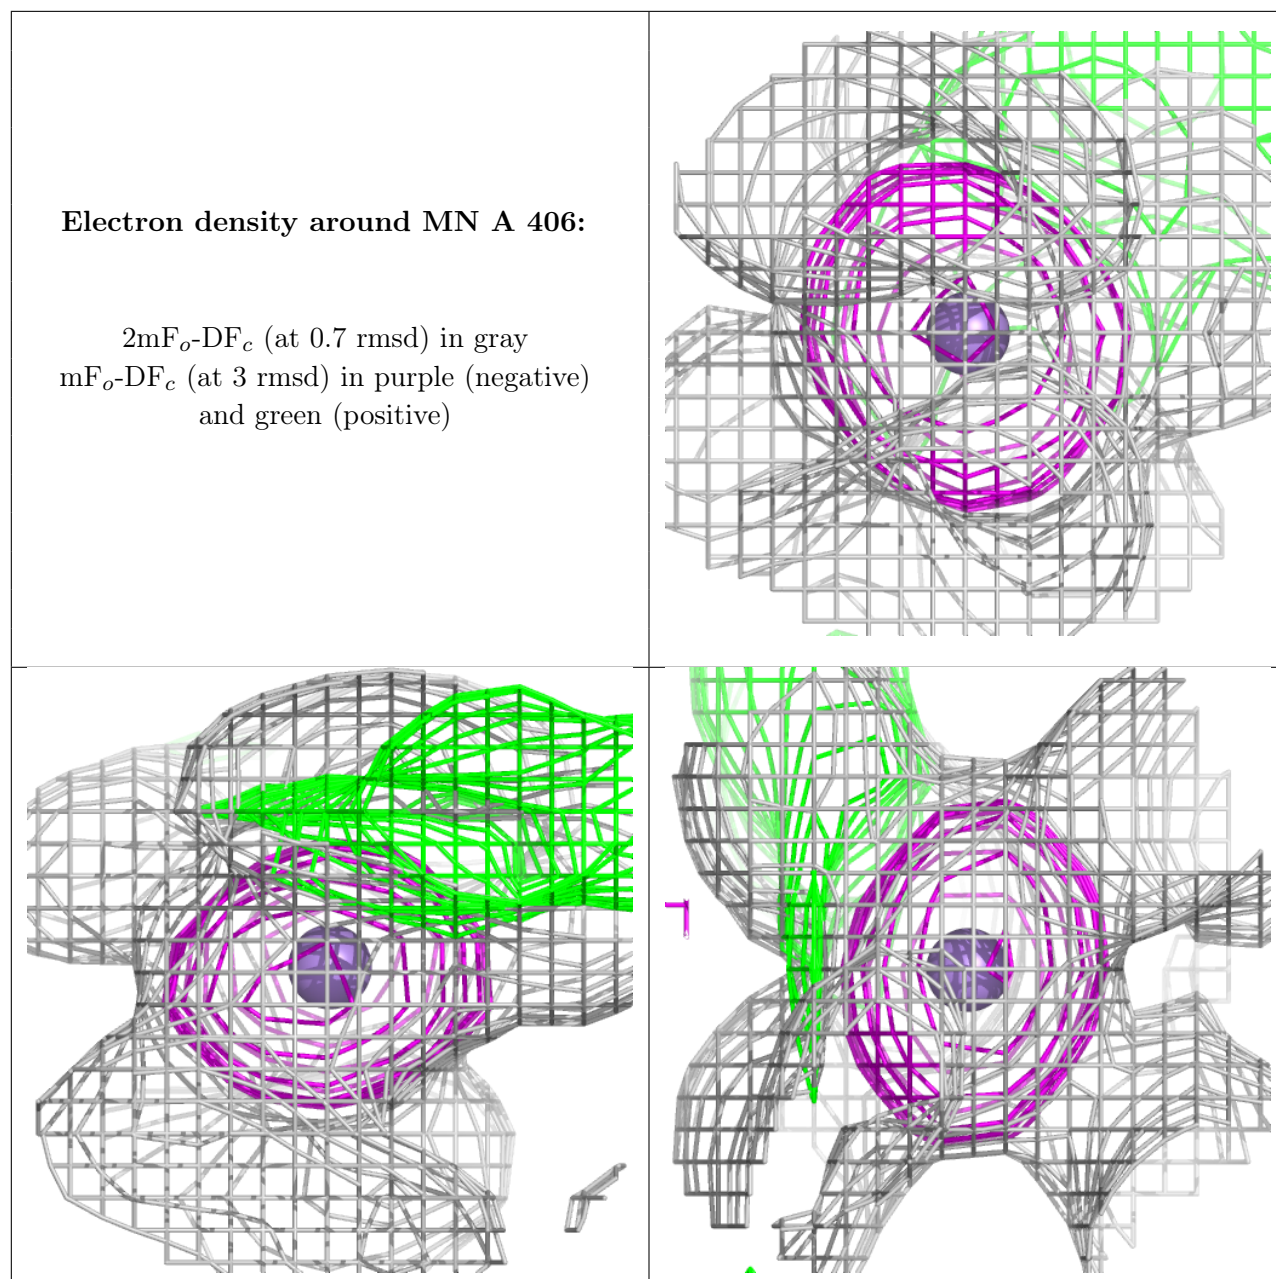 Electron density around MN A 406:
2mFo-DFc (at 0.7 rmsd) in gray
mFo-DFc (at 3 rmsd) in purple (negative)
and green (positive)